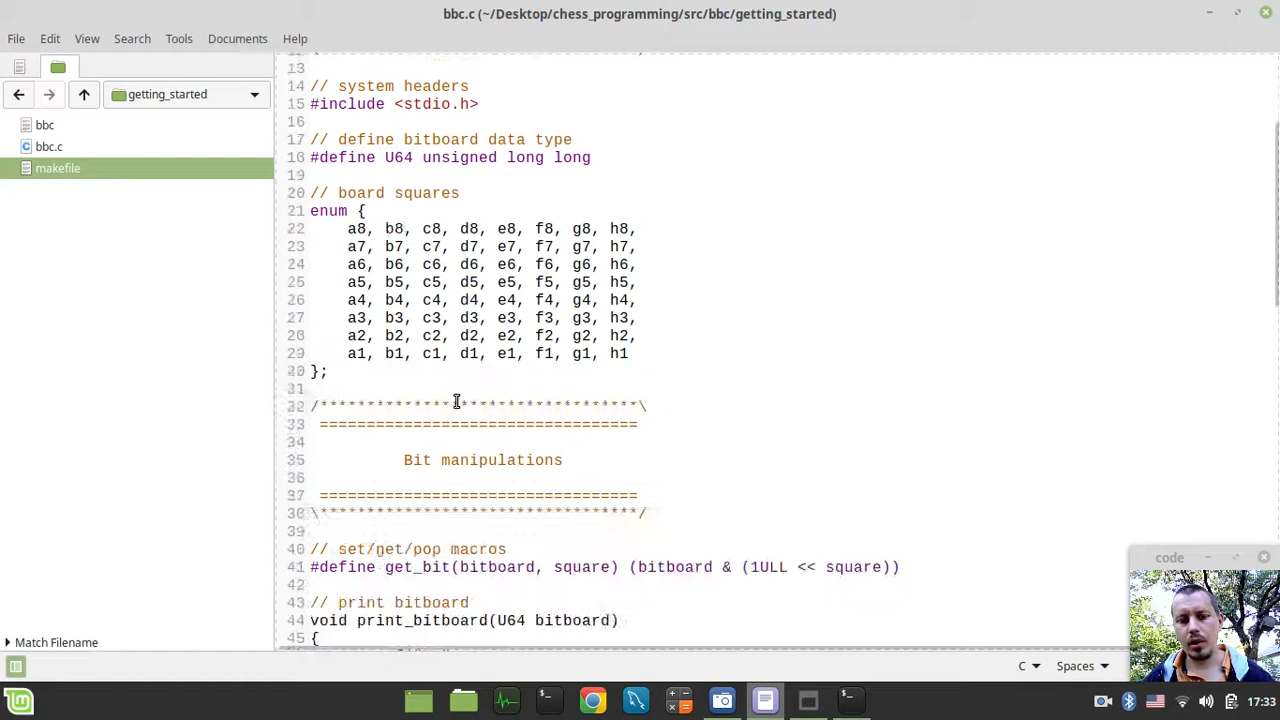 bbc.c (~/Desktop/chess_programming/src/bbc/getting_started)
File Edit View Search Tools Documents Help
getting_started
bbc
bbc.c
makefile
Match Filename
13
14 // system headers
15 #include <stdio.h>
16
17 // define bitboard data type
18 #define U64 unsigned long long
19
20 // board squares
21 enum {
22 a8, b8, c8, d8, e8, f8, g8, h8,
23 a7, b7, c7, d7, e7, f7, g7, h7,
24 a6, b6, c6, d6, e6, f6, g6, h6,
25 a5, b5, c5, d5, e5, f5, g5, h5,
26 a4, b4, c4, d4, e4, f4, g4, h4,
27 a3, b3, c3, d3, e3, f3, g3, h3,
28 a2, b2, c2, d2, e2, f2, g2, h2,
29 a1, b1, c1, d1, e1, f1, g1, h1
30 };
31
32 /**********************************\
33 ==================================
34
35 Bit manipulations
36
37 ==================================
38 \**********************************/
39
40 // set/get/pop macros
41 #define get_bit(bitboard, square) (bitboard & (1ULL << square))
42
43 // print bitboard
44 void print_bitboard(U64 bitboard)
45 {
code
C Spaces
17:33